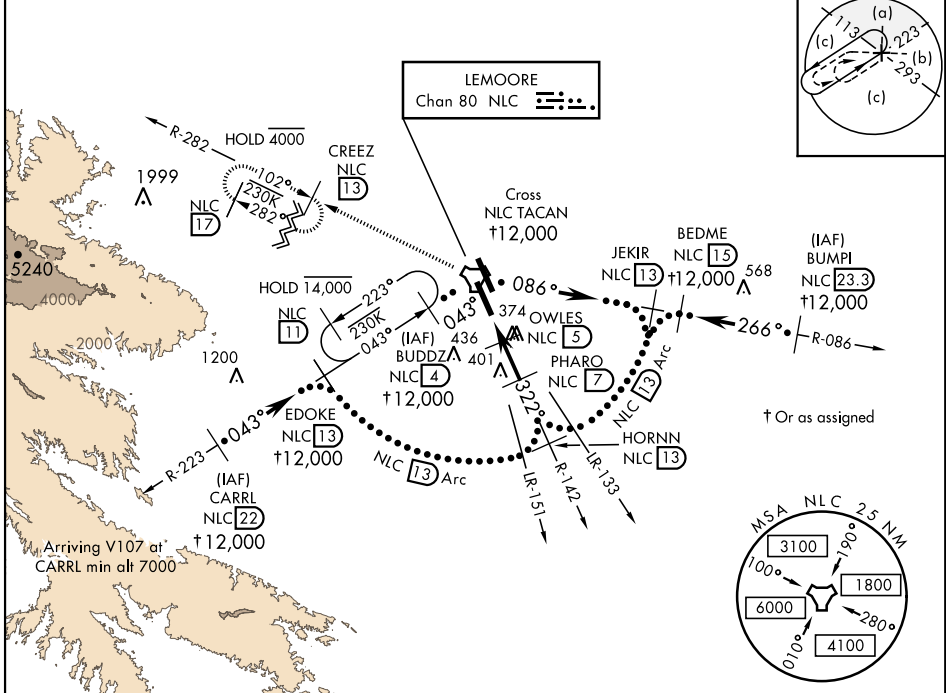 (a)
113
223
(c)
(b)
293
(c)
LEMOORE
Chan 80 NLC
R-282
HOLD 4000
CREEZ
NLC
13
102°
230K
282°
1999
NLC
17
Cross
NLC TACAN
†12,000
5240
4000
HOLD 14,000
223°
230K
043°
NLC
11
043°
086°
JEKIR
NLC 13
BEDME
NLC 15
†12,000
568
(IAF)
BUMPI
NLC 23.3
†12,000
266°
R-086
374
OWLES
NLC 5
436
401
(IAF)
BUDDZ
NLC 4
†12,000
2000
1200
PHARO
NLC 7
322°
NLC 13 Arc
† Or as assigned
043°
EDOKE
NLC 13
†12,000
HORNN
NLC 13
R-223
(IAF)
CARRL
NLC 22
†12,000
NLC 13 Arc
LR-151
R-142
LR-133
Arriving V107 at
CARRL min alt 7000
MSA NLC 25 NM
3100
190°
100°
1800
6000
280°
010°
4100